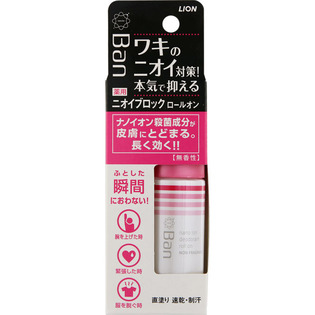 LION
Ban
ワキの
ニオイ対策!
本気で抑える
薬用
ニオイブロック ロールオン
ナノイオン殺菌成分が
皮膚にとどまる。
長く効く!!
【無香性】
ふとした
瞬間
におわない!
腕を上げた時
緊張した時
服を脱ぐ時
Ban
直塗り 速乾・制汗